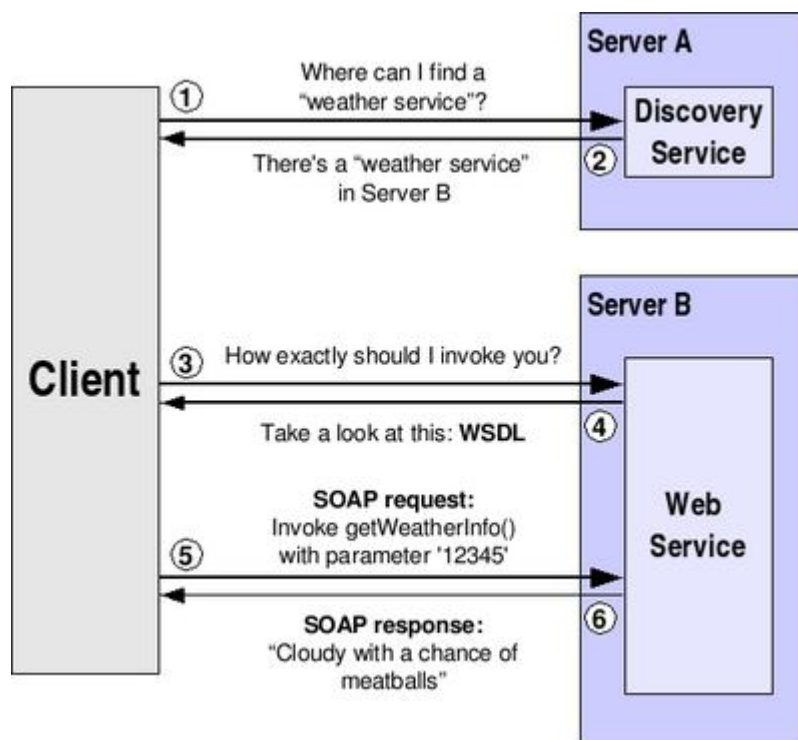 Server A
1
Where can I find a
“weather service”?
Discovery
Service
2
There's a “weather service”
in Server B
Server B
Client
3
How exactly should I invoke you?
4
Take a look at this: WSDL
SOAP request:
Invoke getWeatherInfo()
with parameter '12345'
5
Web
Service
6
SOAP response:
“Cloudy with a chance of
meatballs”